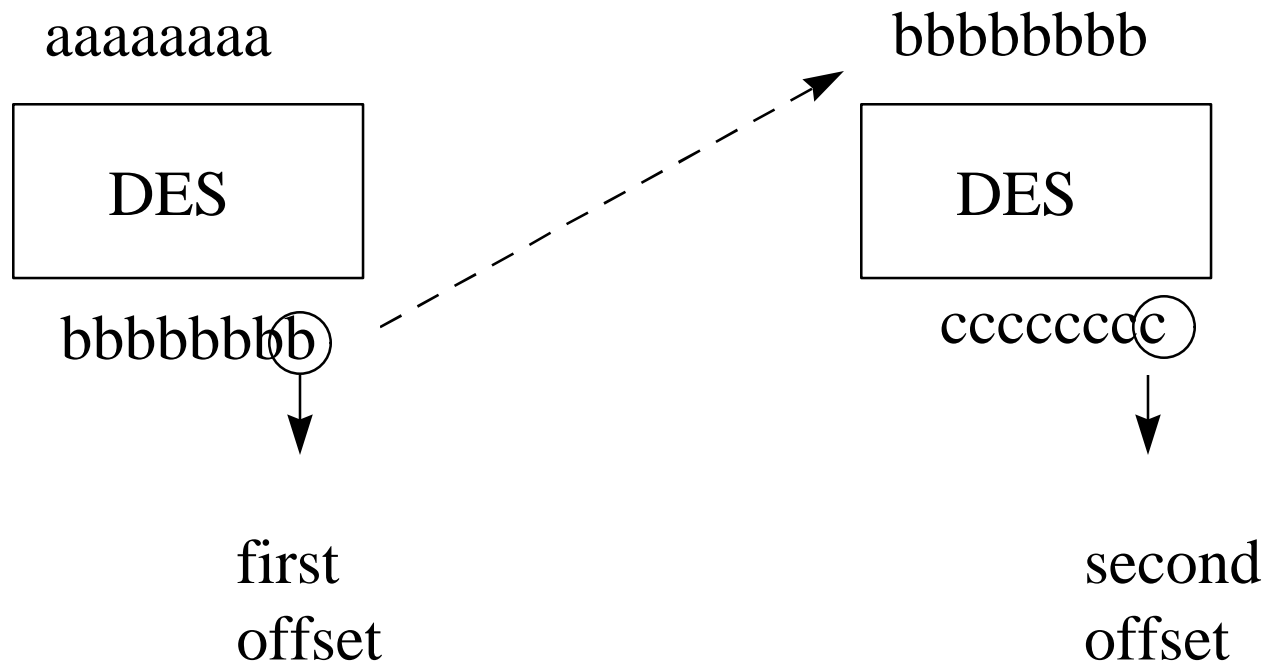 aaaaaaaa
bbbbbbbb
DES
DES
bbbbbbbb
cccccccc
first
offset
second
offset